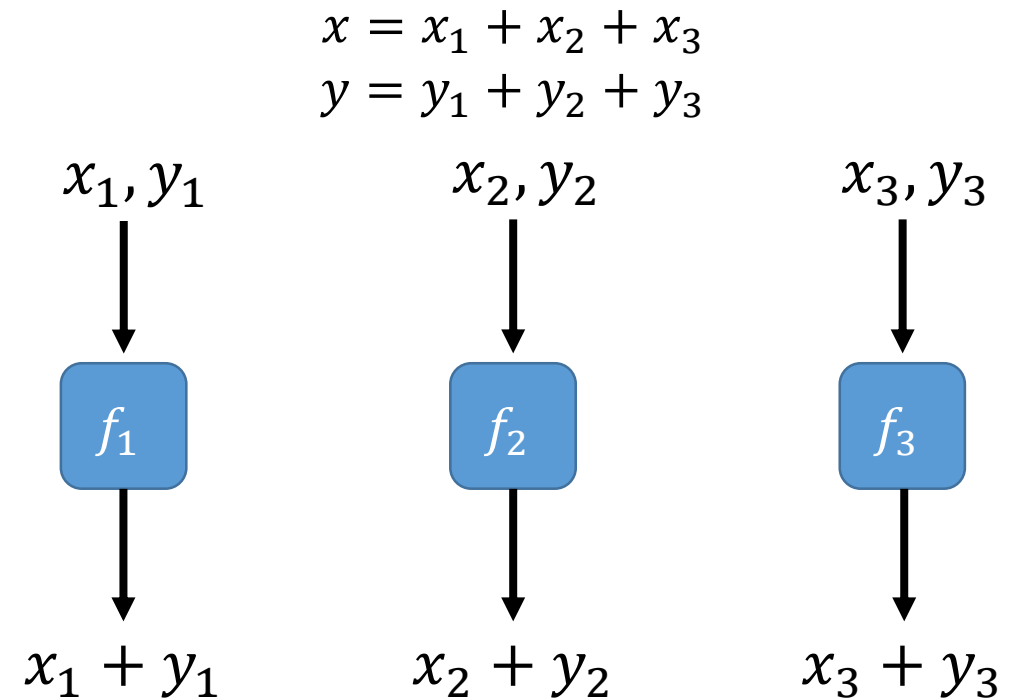 x = x₁ + x₂ + x₃
y = y₁ + y₂ + y₃
x₁, y₁ x₂, y₂ x₃, y₃
f₁ f₂ f₃
x₁ + y₁ x₂ + y₂ x₃ + y₃